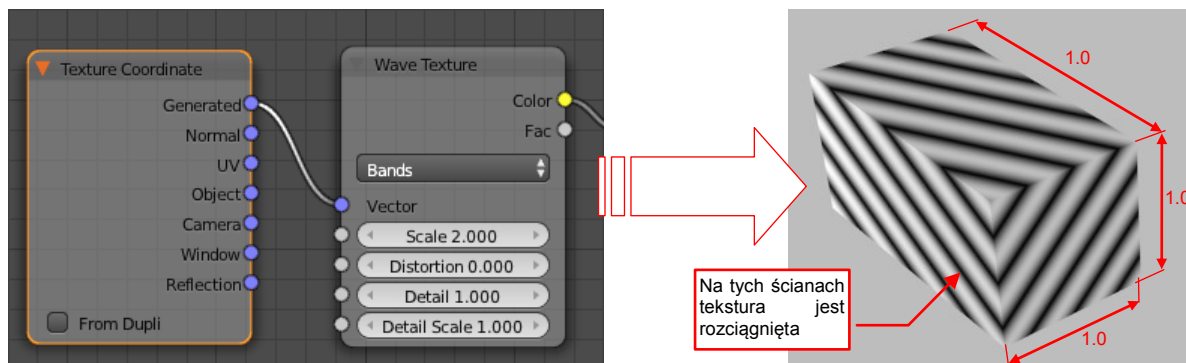 Texture Coordinate
Generated
Normal
UV
Object
Camera
Window
Reflection
From Dupli
Wave Texture
Color
Fac
Bands
Vector
Scale 2.000
Distortion 0.000
Detail 1.000
Detail Scale 1.000
1.0
1.0
1.0
Na tych ścianach
tekstura jest
rozciągnięta